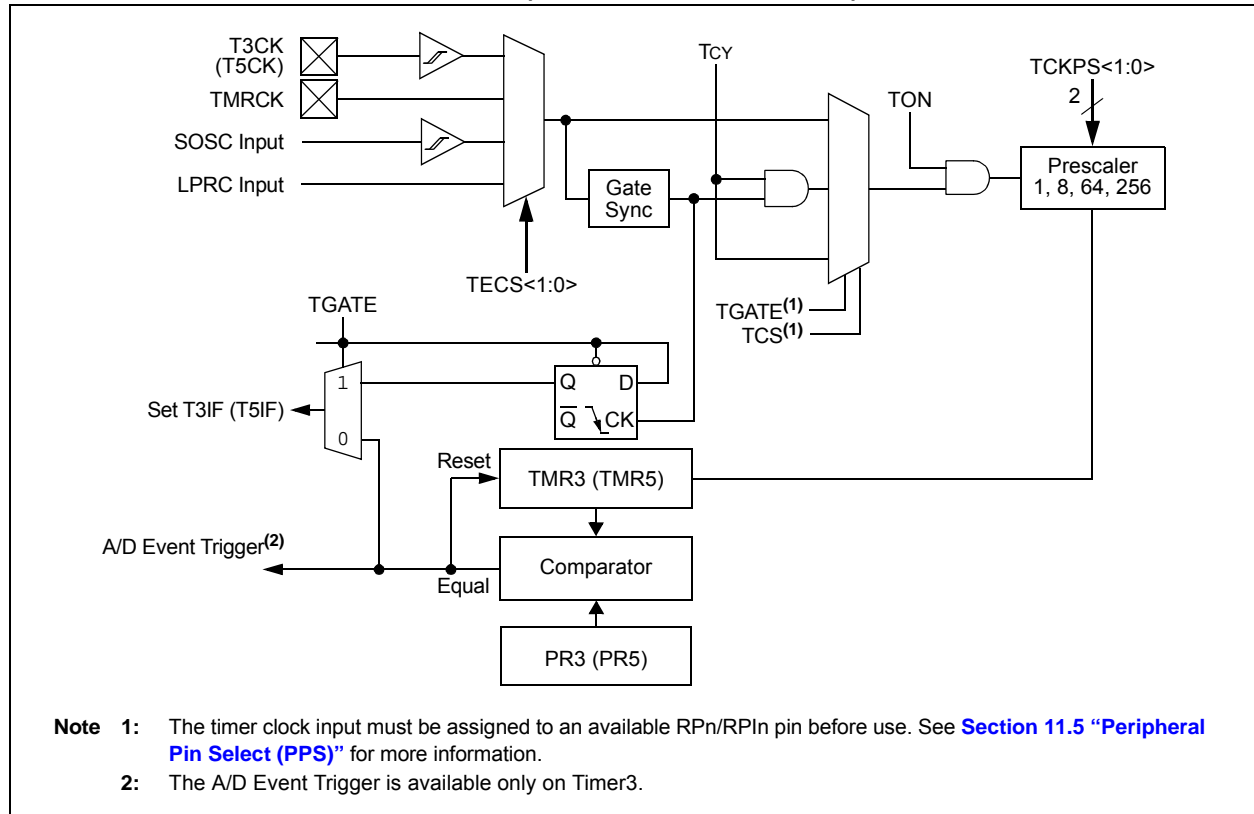 T3CK
(T5CK)
TMRCK
SOSC Input
LPRC Input
TECS<1:0>
Gate
Sync
TCY
TGATE(1)
TCS(1)
TON
TCKPS<1:0>
2
Prescaler
1, 8, 64, 256
TGATE
1
0
Set T3IF (T5IF)
Q D
Q CK
Reset
TMR3 (TMR5)
A/D Event Trigger(2)
Equal
Comparator
PR3 (PR5)
Note 1: The timer clock input must be assigned to an available RPn/RPIn pin before use. See Section 11.5 “Peripheral
Pin Select (PPS)” for more information.
2: The A/D Event Trigger is available only on Timer3.